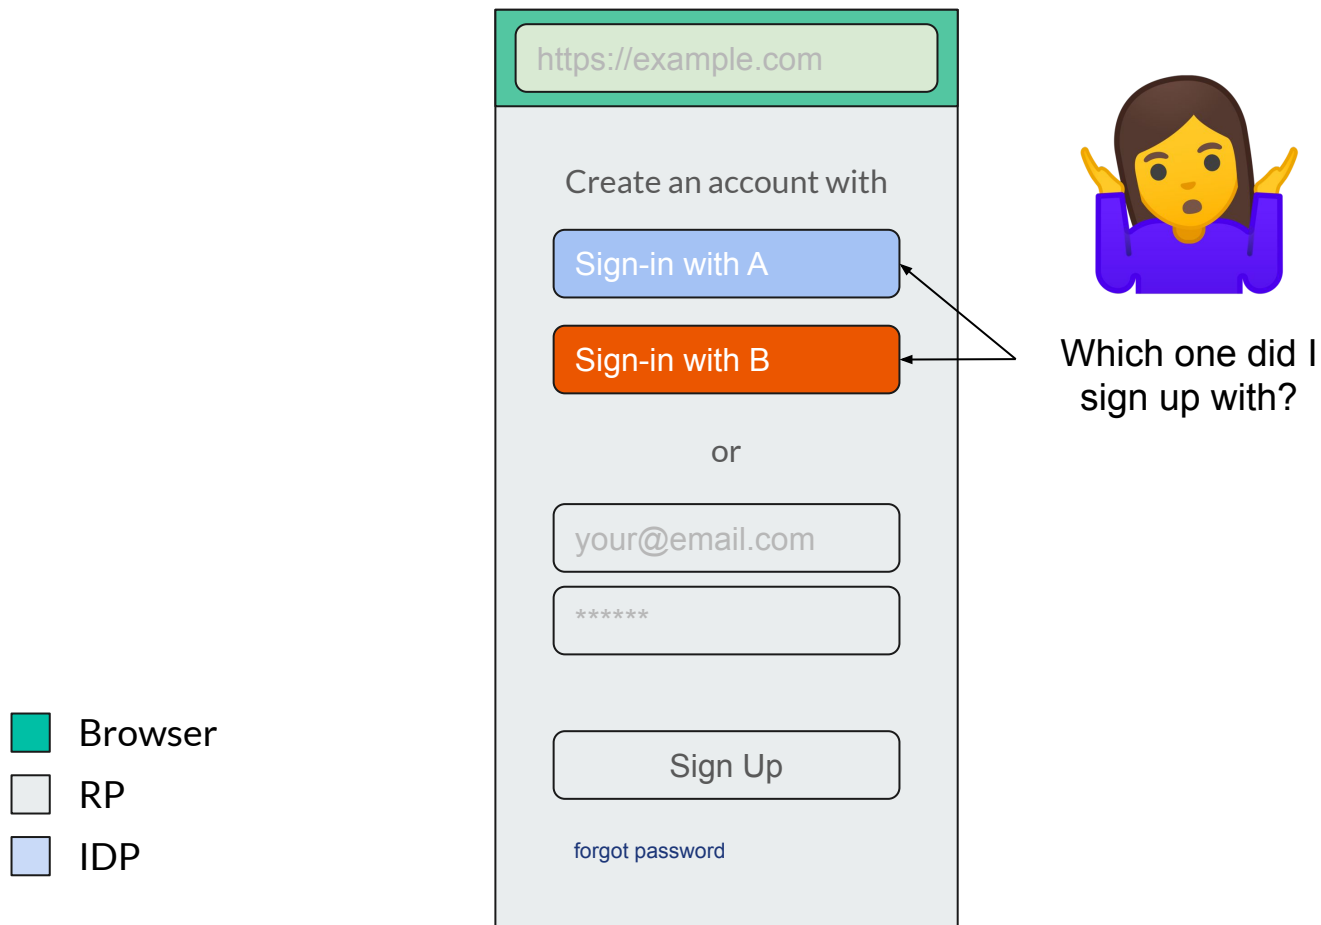 https://example.com
Create an account with
Sign-in with A
Sign-in with B
Which one did I
sign up with?
or
your@email.com
******
Sign Up
forgot password
Browser
RP
IDP